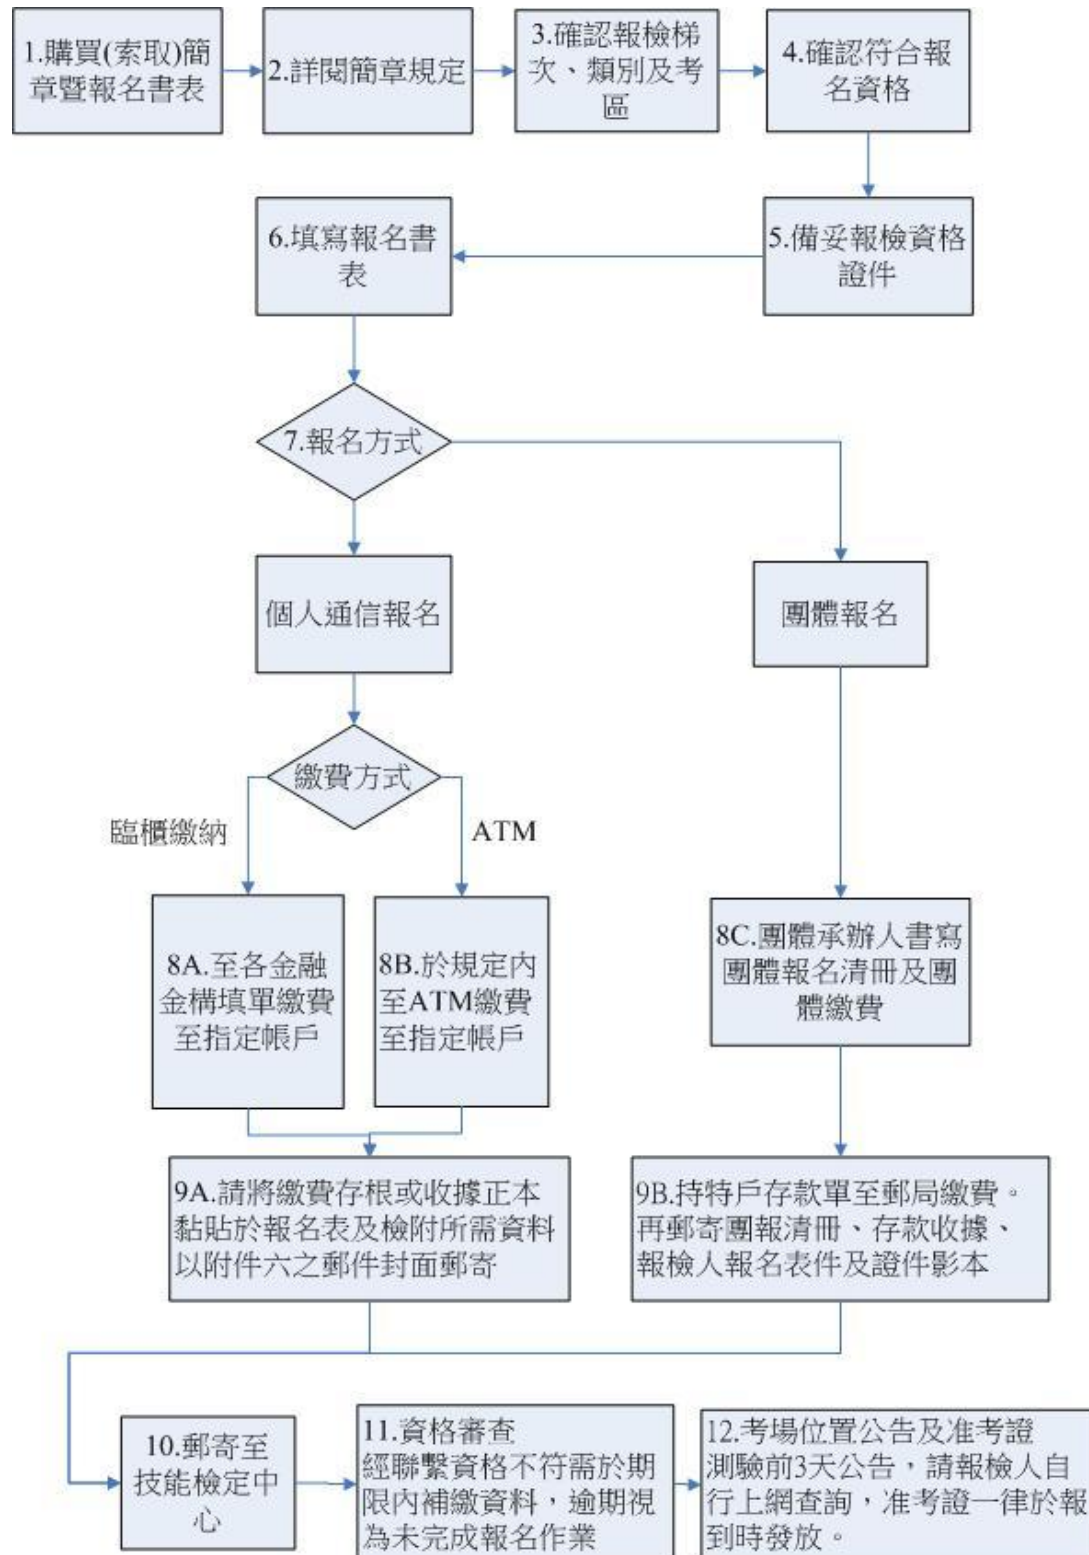 1.購買(索取)簡
章暨報名書表
2.詳閱簡章規定
3.確認報檢梯
次、類別及考
區
4.確認符合報
名資格
5.備妥報檢資格
證件
6.填寫報名書
表
7.報名方式
個人通信報名
團體報名
繳費方式
臨櫃繳納
ATM
8A.至各金融
金構填單繳費
至指定帳戶
8B.於規定內
至ATM繳費
至指定帳戶
8C.團體承辦人書寫
團體報名清冊及團
體繳費
9A.請將繳費存根或收據正本
黏貼於報名表及檢附所需資料
以附件六之郵件封面郵寄
9B.持特戶存款單至郵局繳費。
再郵寄團報清冊、存款收據、
報檢人報名表件及證件影本
10.郵寄至
技能檢定中
心
11.資格審查
經聯繫資格不符需於期
限內補繳資料，逾期視
為未完成報名作業
12.考場位置公告及准考證
測驗前3天公告，請報檢人自
行上網查詢，准考證一律於報
到時發放。